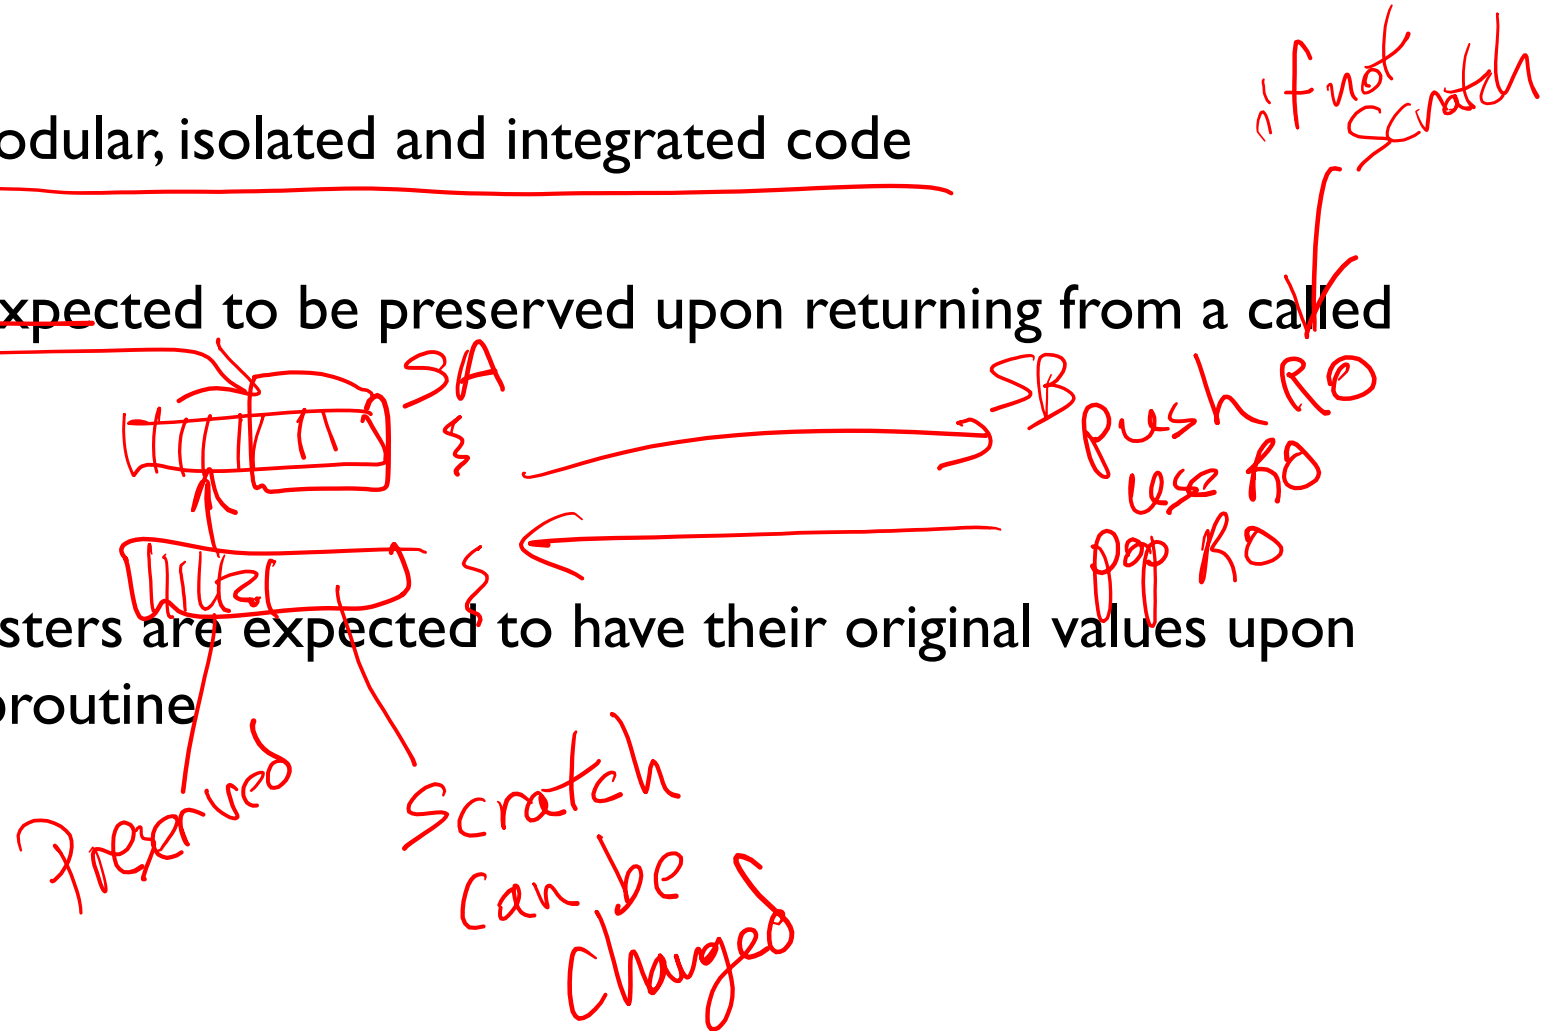 if not
scratch
odular, isolated and integrated code
xpected to be preserved upon returning from a called
SA
SB
push R0
use R0
pop R0
sters are expected to have their original values upon
proutine
Preserved
Scratch
can be
changed